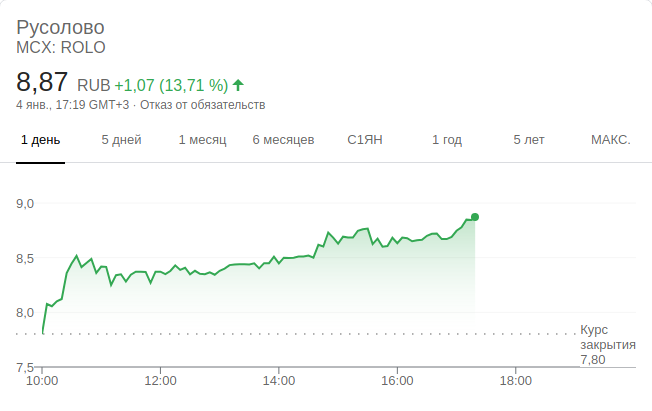 Русолово
MCX: ROLO
8,87 RUB +1,07 (13,71 %)
4 янв., 17:19 GMT+3 · Отказ от обязательств
1 день 5 дней 1 месяц 6 месяцев С1ЯН 1 год 5 лет МАКС.
9,0
8,5
8,0
Курс
закрытия
7,80
7,5
10:00 12:00 14:00 16:00 18:00